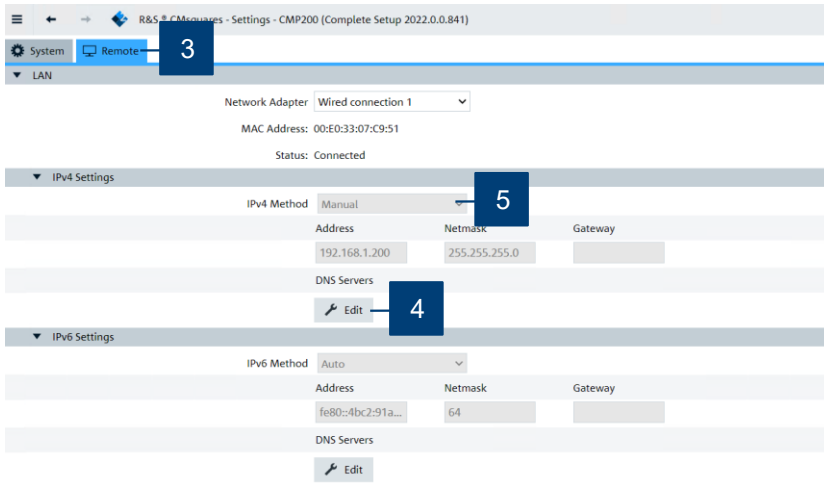 R&S ® CMsquares - Settings - CMP200 (Complete Setup 2022.0.0.841)
System Remote 3
LAN
Network Adapter Wired connection 1
MAC Address: 00:E0:33:07:C9:51
Status: Connected
IPv4 Settings
IPv4 Method Manual 5
Address Netmask Gateway
192.168.1.200 255.255.255.0
DNS Servers
Edit 4
IPv6 Settings
IPv6 Method Auto
Address Netmask Gateway
fe80::4bc2:91a... 64
DNS Servers
Edit